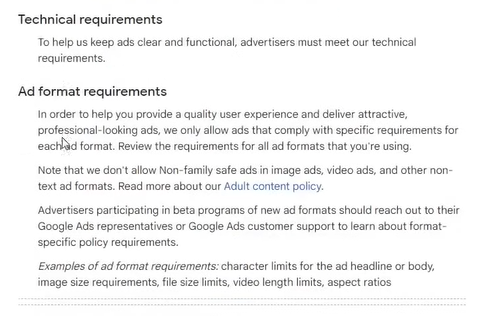 Technical requirements
To help us keep ads clear and functional, advertisers must meet our technical
requirements.
Ad format requirements
In order to help you provide a quality user experience and deliver attractive,
professional-looking ads, we only allow ads that comply with specific requirements for
each ad format. Review the requirements for all ad formats that you're using.
Note that we don't allow Non-family safe ads in image ads, video ads, and other non-
text ad formats. Read more about our Adult content policy.
Advertisers participating in beta programs of new ad formats should reach out to their
Google Ads representatives or Google Ads customer support to learn about format-
specific policy requirements.
Examples of ad format requirements: character limits for the ad headline or body,
image size requirements, file size limits, video length limits, aspect ratios